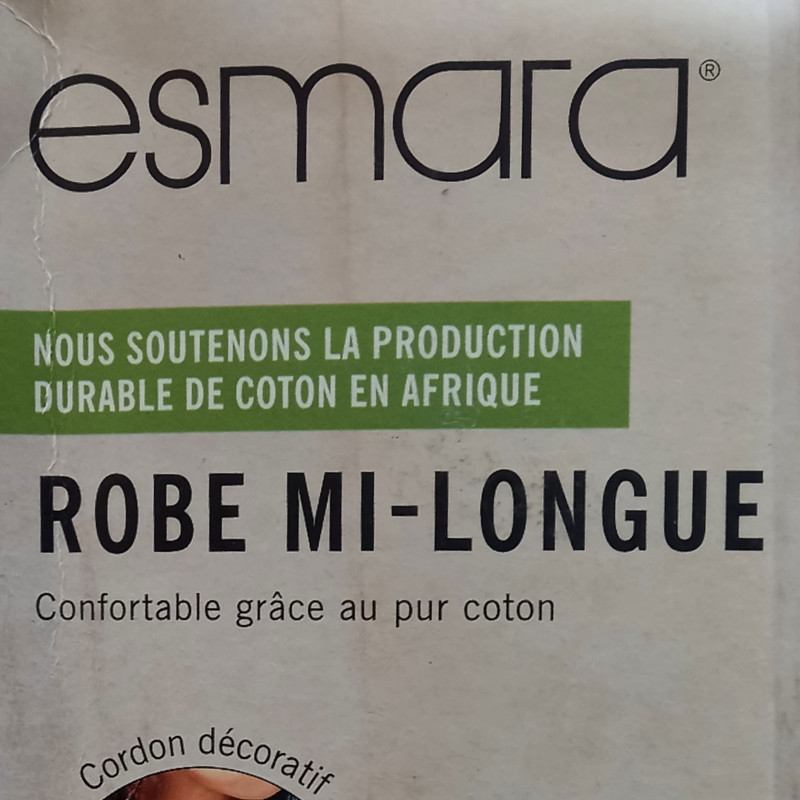 esmara®
NOUS SOUTENONS LA PRODUCTION
DURABLE DE COTON EN AFRIQUE
ROBE MI-LONGUE
Confortable grâce au pur coton
Cordon décoratif